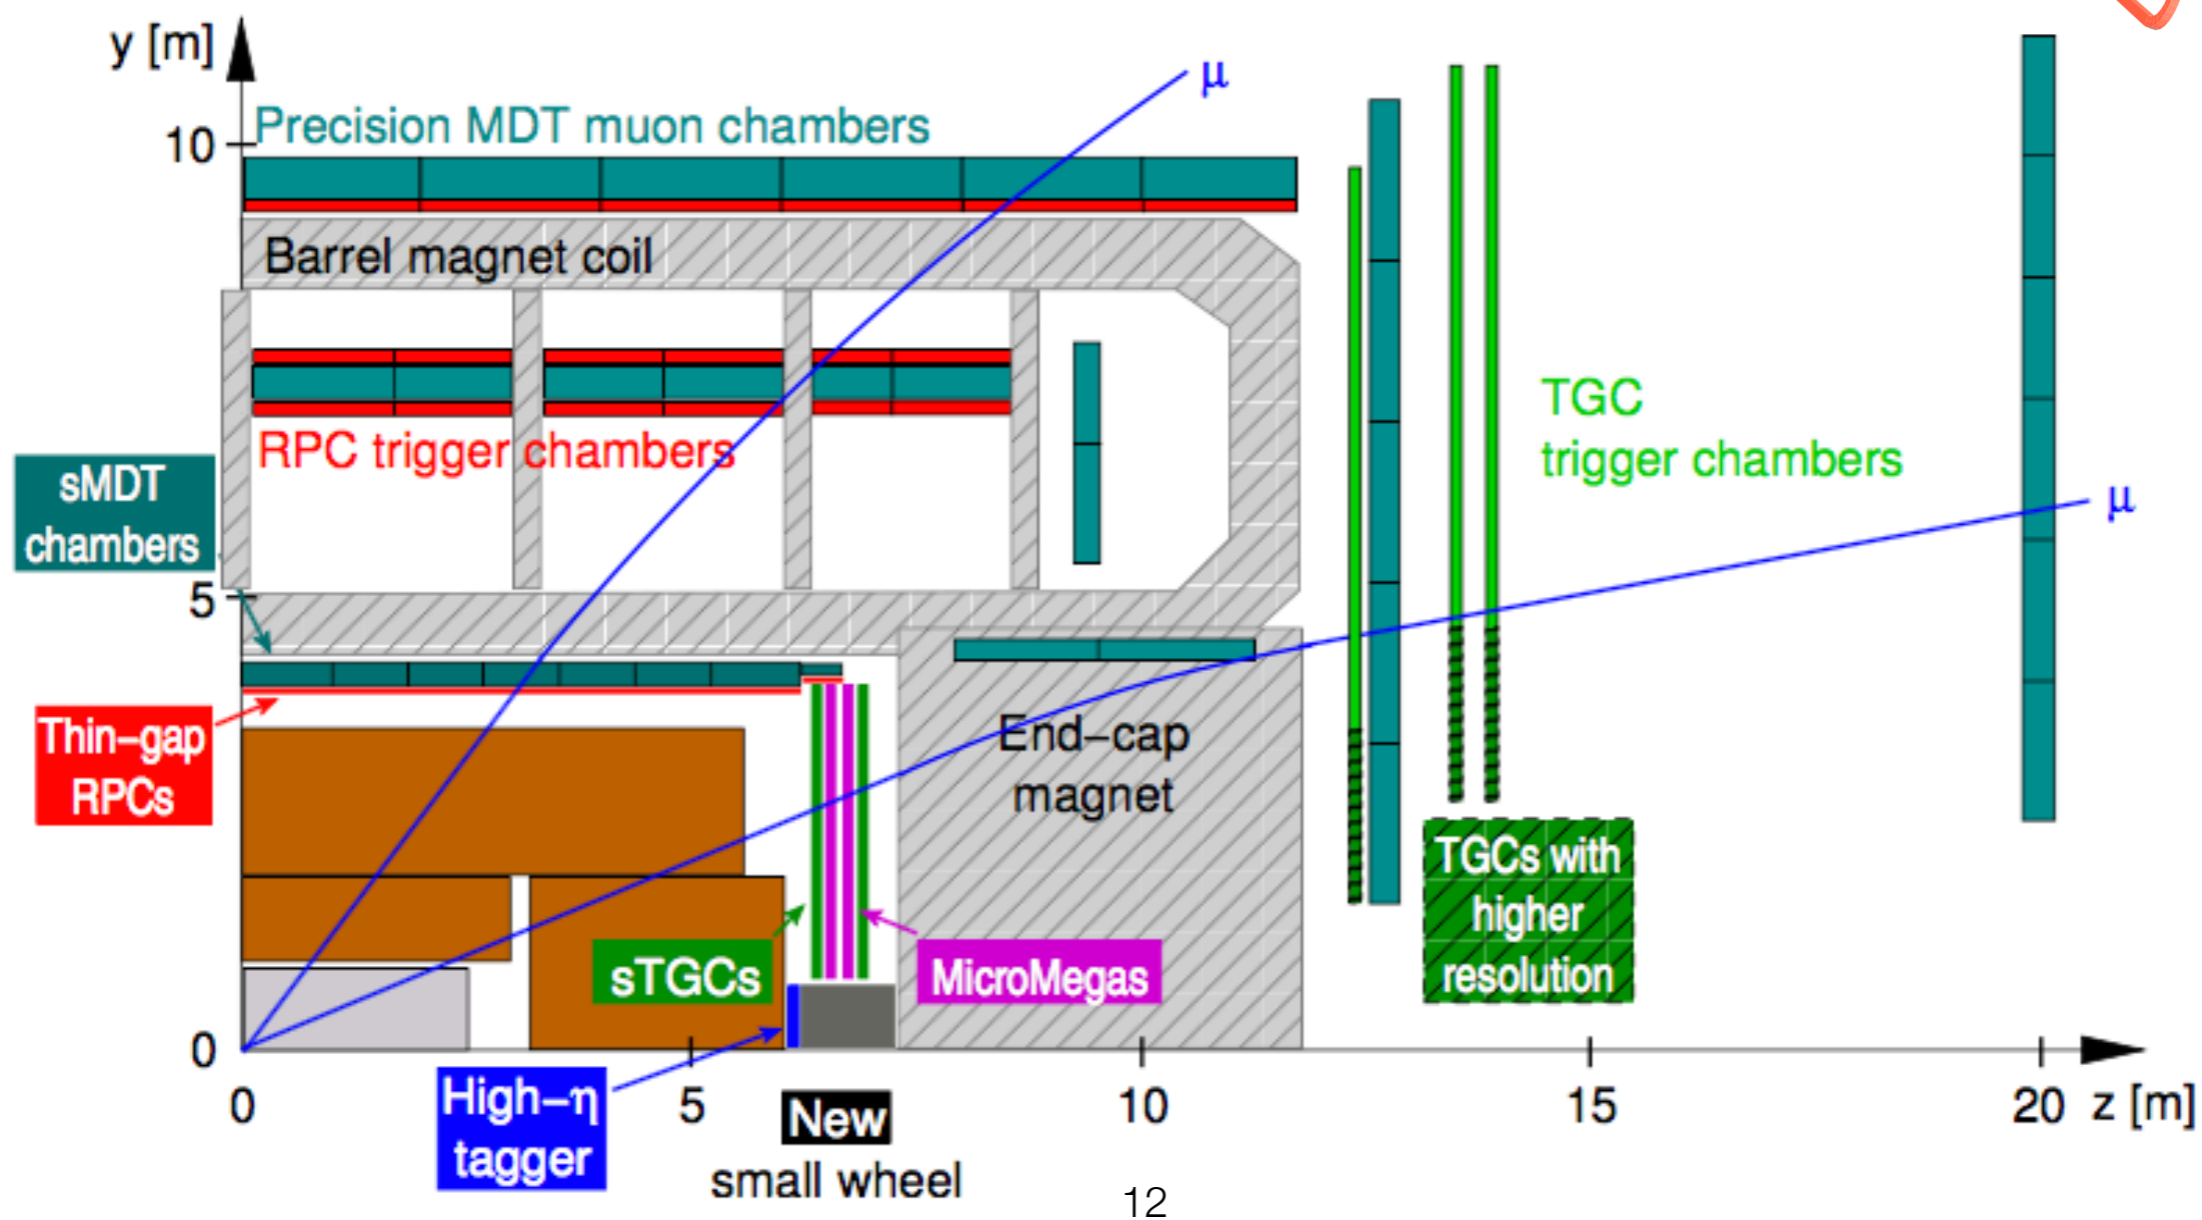 y [m]
μ
Precision MDT muon chambers
10
Barrel magnet coil
TGC
trigger chambers
RPC trigger chambers
sMDT
chambers
μ
5
Thin-gap
RPCs
End-cap
magnet
TGCs with
higher
resolution
sTGCs
MicroMegas
0
0
5
10
15
20
z [m]
High-η
tagger
New
small wheel
12